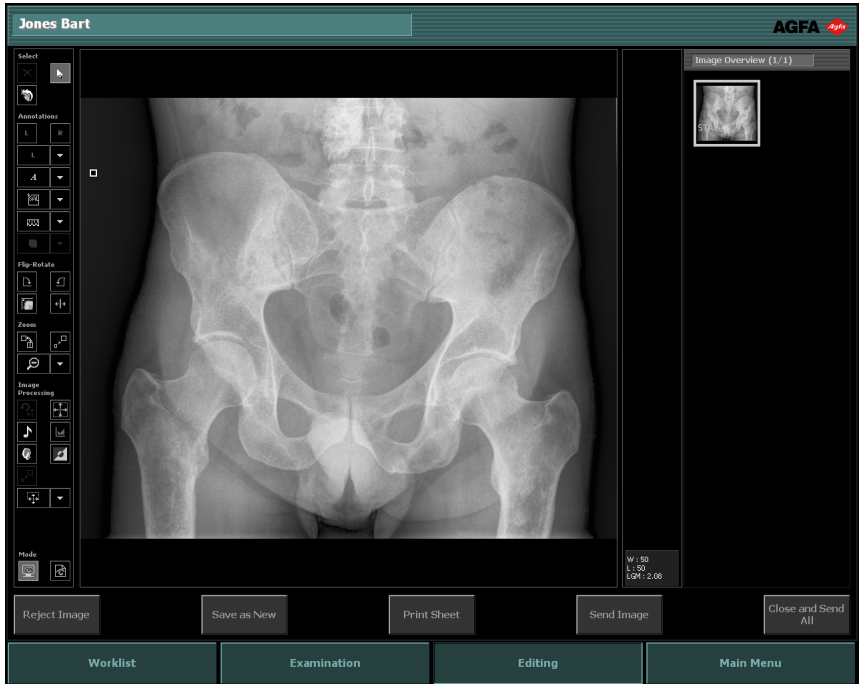 Jones Bart
AGFA
Select
Image Overview (1/1)
Annotations
L R
L
A
Flip-Rotate
Zoom
Image
Processing
Mode
W : 50
L : 50
LGM : 2.08
Reject Image
Save as New
Print Sheet
Send Image
Close and Send
All
Worklist
Examination
Editing
Main Menu